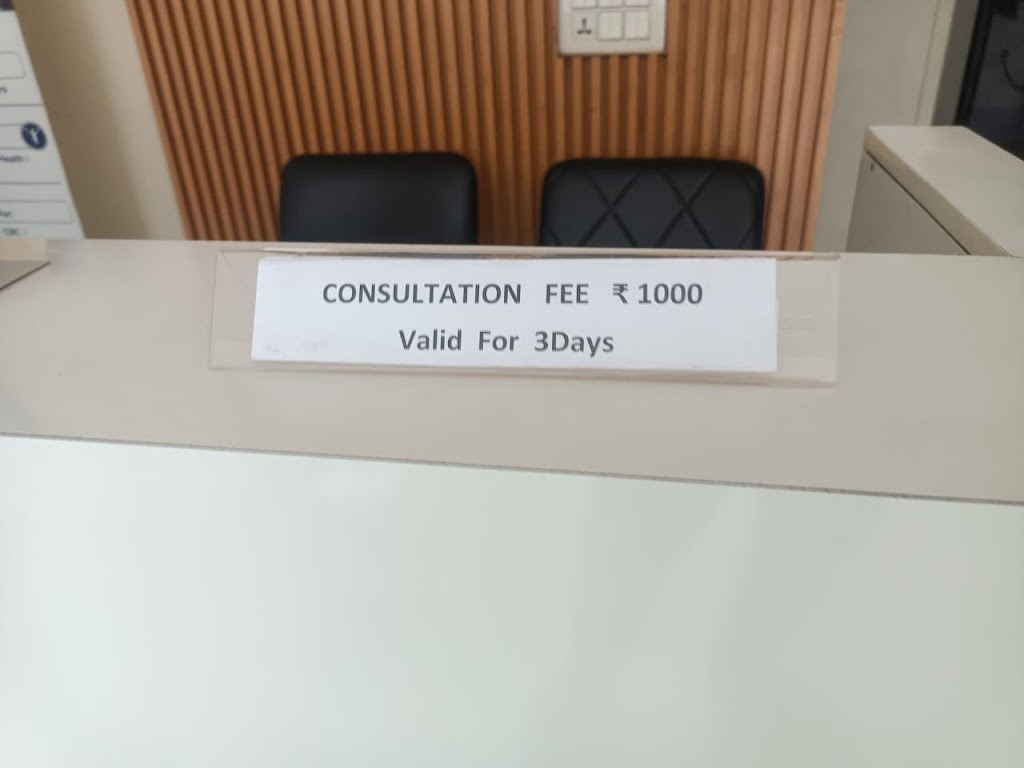 CONSULTATION FEE ₹ 1000
Valid For 3Days